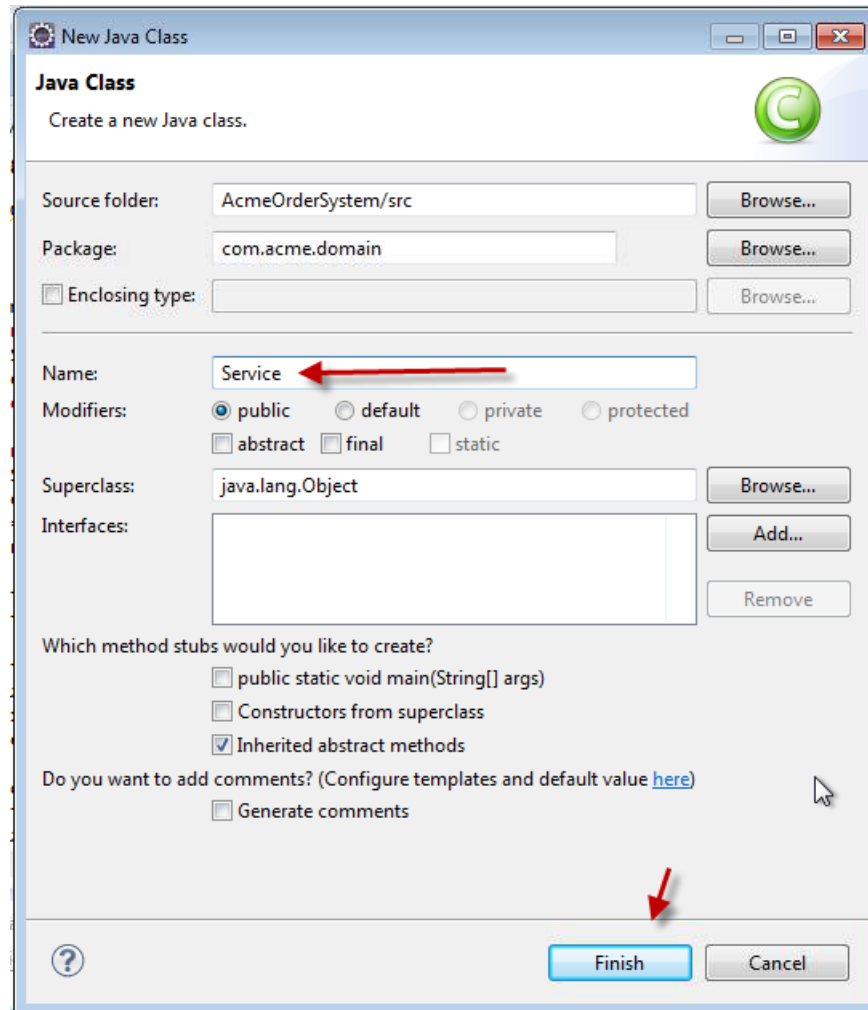 New Java Class
Java Class
Create a new Java class.
C
Source folder: AcmeOrderSystem/src Browse...
Package: com.acme.domain Browse...
Enclosing type: Browse...
Name: Service
Modifiers: public default private protected
abstract final static
Superclass: java.lang.Object Browse...
Interfaces: Add...
Remove
Which method stubs would you like to create?
public static void main(String[] args)
Constructors from superclass
Inherited abstract methods
Do you want to add comments? (Configure templates and default value here)
Generate comments
? Finish Cancel